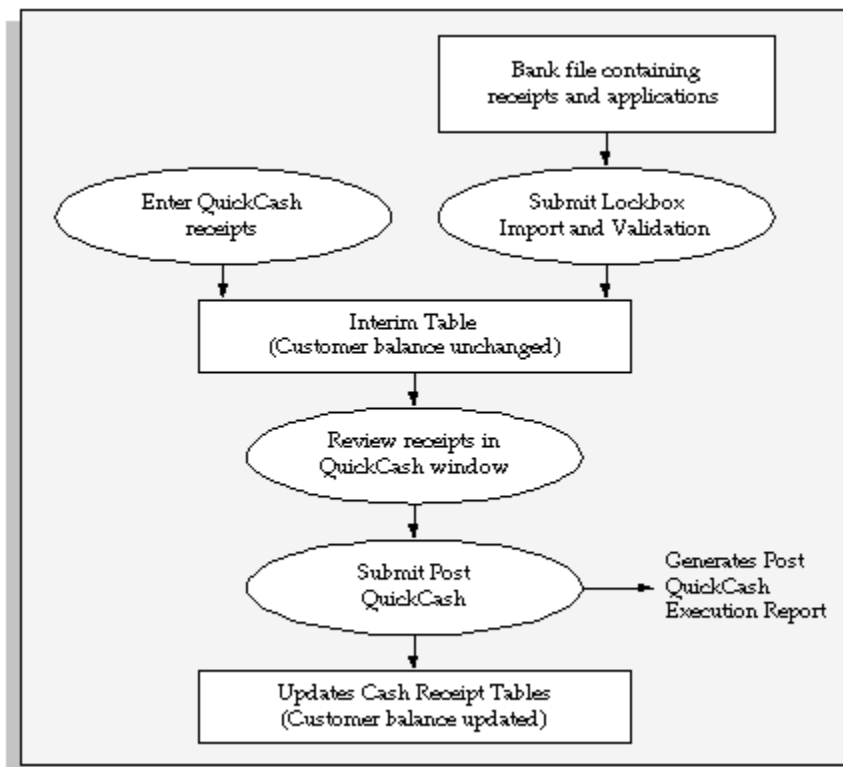 Bank file containing
receipts and applications
Enter QuickCash
receipts
Submit Lockbox
Import and Validation
Interim Table
(Customer balance unchanged)
Review receipts in
QuickCash window
Submit Post
QuickCash
Generates Post
QuickCash
Execution Report
Updates Cash Receipt Tables
(Customer balance updated)